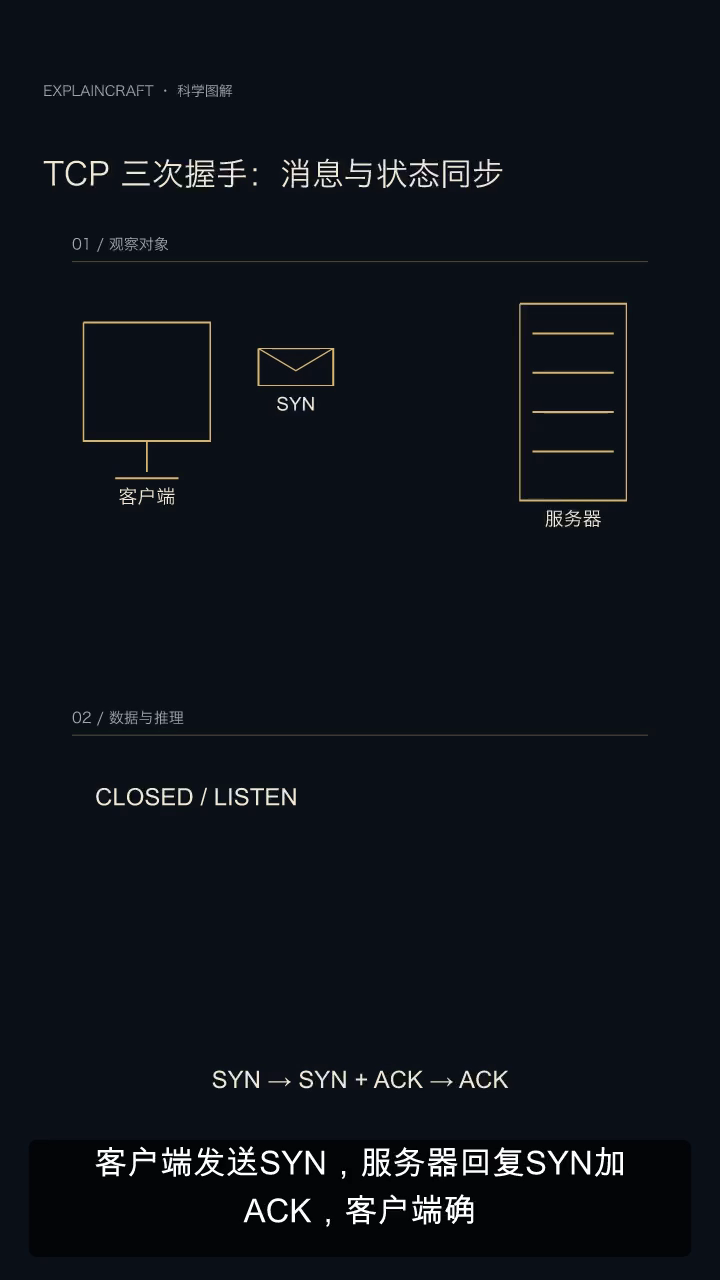 EXPLAINCRAFT · 科学图解
TCP 三次握手：消息与状态同步
01 / 观察对象
SYN
客户端
服务器
02 / 数据与推理
CLOSED / LISTEN
SYN → SYN + ACK → ACK
客户端发送SYN，服务器回复SYN加
ACK，客户端确